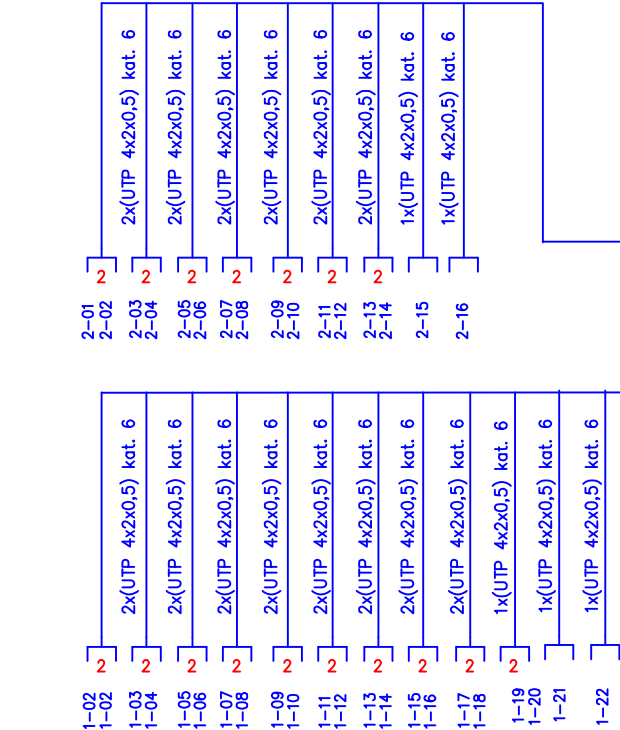 2x(UTP 4x2x0,5) kat. 6
2x(UTP 4x2x0,5) kat. 6
2x(UTP 4x2x0,5) kat. 6
2x(UTP 4x2x0,5) kat. 6
2x(UTP 4x2x0,5) kat. 6
2x(UTP 4x2x0,5) kat. 6
1x(UTP 4x2x0,5) kat. 6
1x(UTP 4x2x0,5) kat. 6
2
2
2
2
2
2
2
2-01
2-02
2-03
2-04
2-05
2-06
2-07
2-08
2-09
2-10
2-11
2-12
2-13
2-14
2-15
2-16
2x(UTP 4x2x0,5) kat. 6
2x(UTP 4x2x0,5) kat. 6
2x(UTP 4x2x0,5) kat. 6
2x(UTP 4x2x0,5) kat. 6
2x(UTP 4x2x0,5) kat. 6
2x(UTP 4x2x0,5) kat. 6
2x(UTP 4x2x0,5) kat. 6
2x(UTP 4x2x0,5) kat. 6
1x(UTP 4x2x0,5) kat. 6
1x(UTP 4x2x0,5) kat. 6
1x(UTP 4x2x0,5) kat. 6
2
2
2
2
2
2
2
2
2
2
1-02
1-02
1-03
1-04
1-05
1-06
1-07
1-08
1-09
1-10
1-11
1-12
1-13
1-14
1-15
1-16
1-17
1-18
1-19
1-20
1-21
1-22